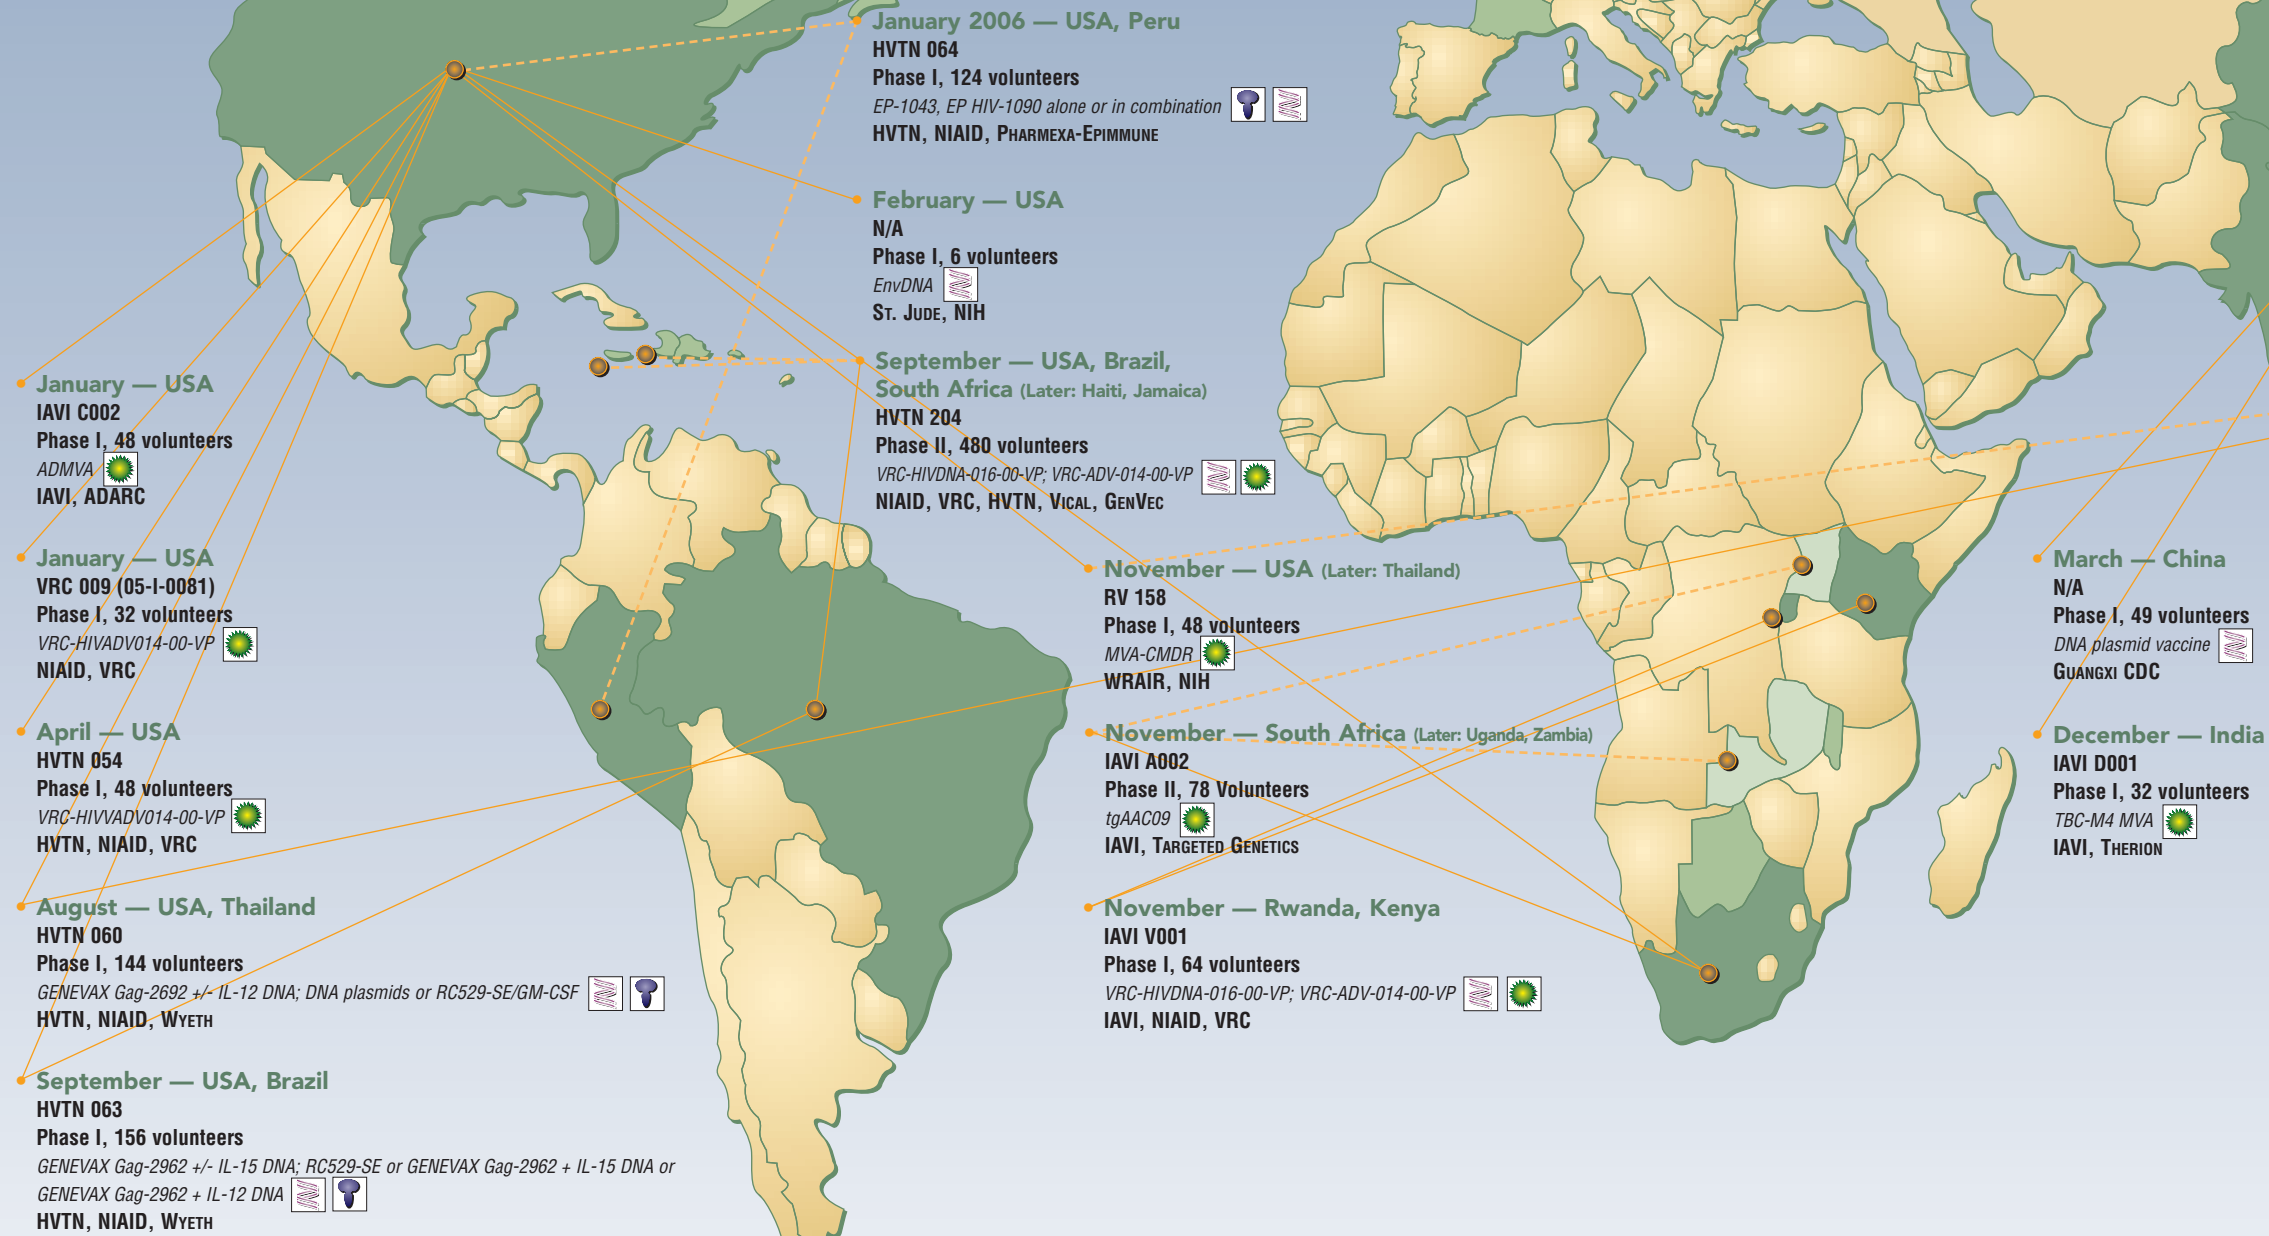 January 2006 — USA, Peru
HVTN 064
Phase I, 124 volunteers
EP-1043, EP HIV-1090 alone or in combination
HVTN, NIAID, Pharmexa-Epimmune
February — USA
N/A
Phase I, 6 volunteers
EnvDNA
St. Jude, NIH
September — USA, Brazil,
South Africa (Later: Haiti, Jamaica)
HVTN 204
Phase II, 480 volunteers
VRC-HIVDNA-016-00-VP; VRC-ADV-014-00-VP
NIAID, VRC, HVTN, Vical, GenVec
January — USA
IAVI C002
Phase I, 48 volunteers
ADMVA
IAVI, ADARC
January — USA
VRC 009 (05-I-0081)
Phase I, 32 volunteers
VRC-HIVADV014-00-VP
NIAID, VRC
April — USA
HVTN 054
Phase I, 48 volunteers
VRC-HIVVADV014-00-VP
HVTN, NIAID, VRC
August — USA, Thailand
HVTN 060
Phase I, 144 volunteers
GENEVAX Gag-2692 +/- IL-12 DNA; DNA plasmids or RC529-SE/GM-CSF
HVTN, NIAID, Wyeth
September — USA, Brazil
HVTN 063
Phase I, 156 volunteers
GENEVAX Gag-2962 +/- IL-15 DNA; RC529-SE or GENEVAX Gag-2962 + IL-15 DNA or
GENEVAX Gag-2962 + IL-12 DNA
HVTN, NIAID, Wyeth
November — USA (Later: Thailand)
RV 158
Phase I, 48 volunteers
MVA-CMDR
WRAIR, NIH
November — South Africa (Later: Uganda, Zambia)
IAVI A002
Phase II, 78 Volunteers
tgAAC09
IAVI, Targeted Genetics
November — Rwanda, Kenya
IAVI V001
Phase I, 64 volunteers
VRC-HIVDNA-016-00-VP; VRC-ADV-014-00-VP
IAVI, NIAID, VRC
March — China
N/A
Phase I, 49 volunteers
DNA plasmid vaccine
Guangxi CDC
December — India
IAVI D001
Phase I, 32 volunteers
TBC-M4 MVA
IAVI, Therion